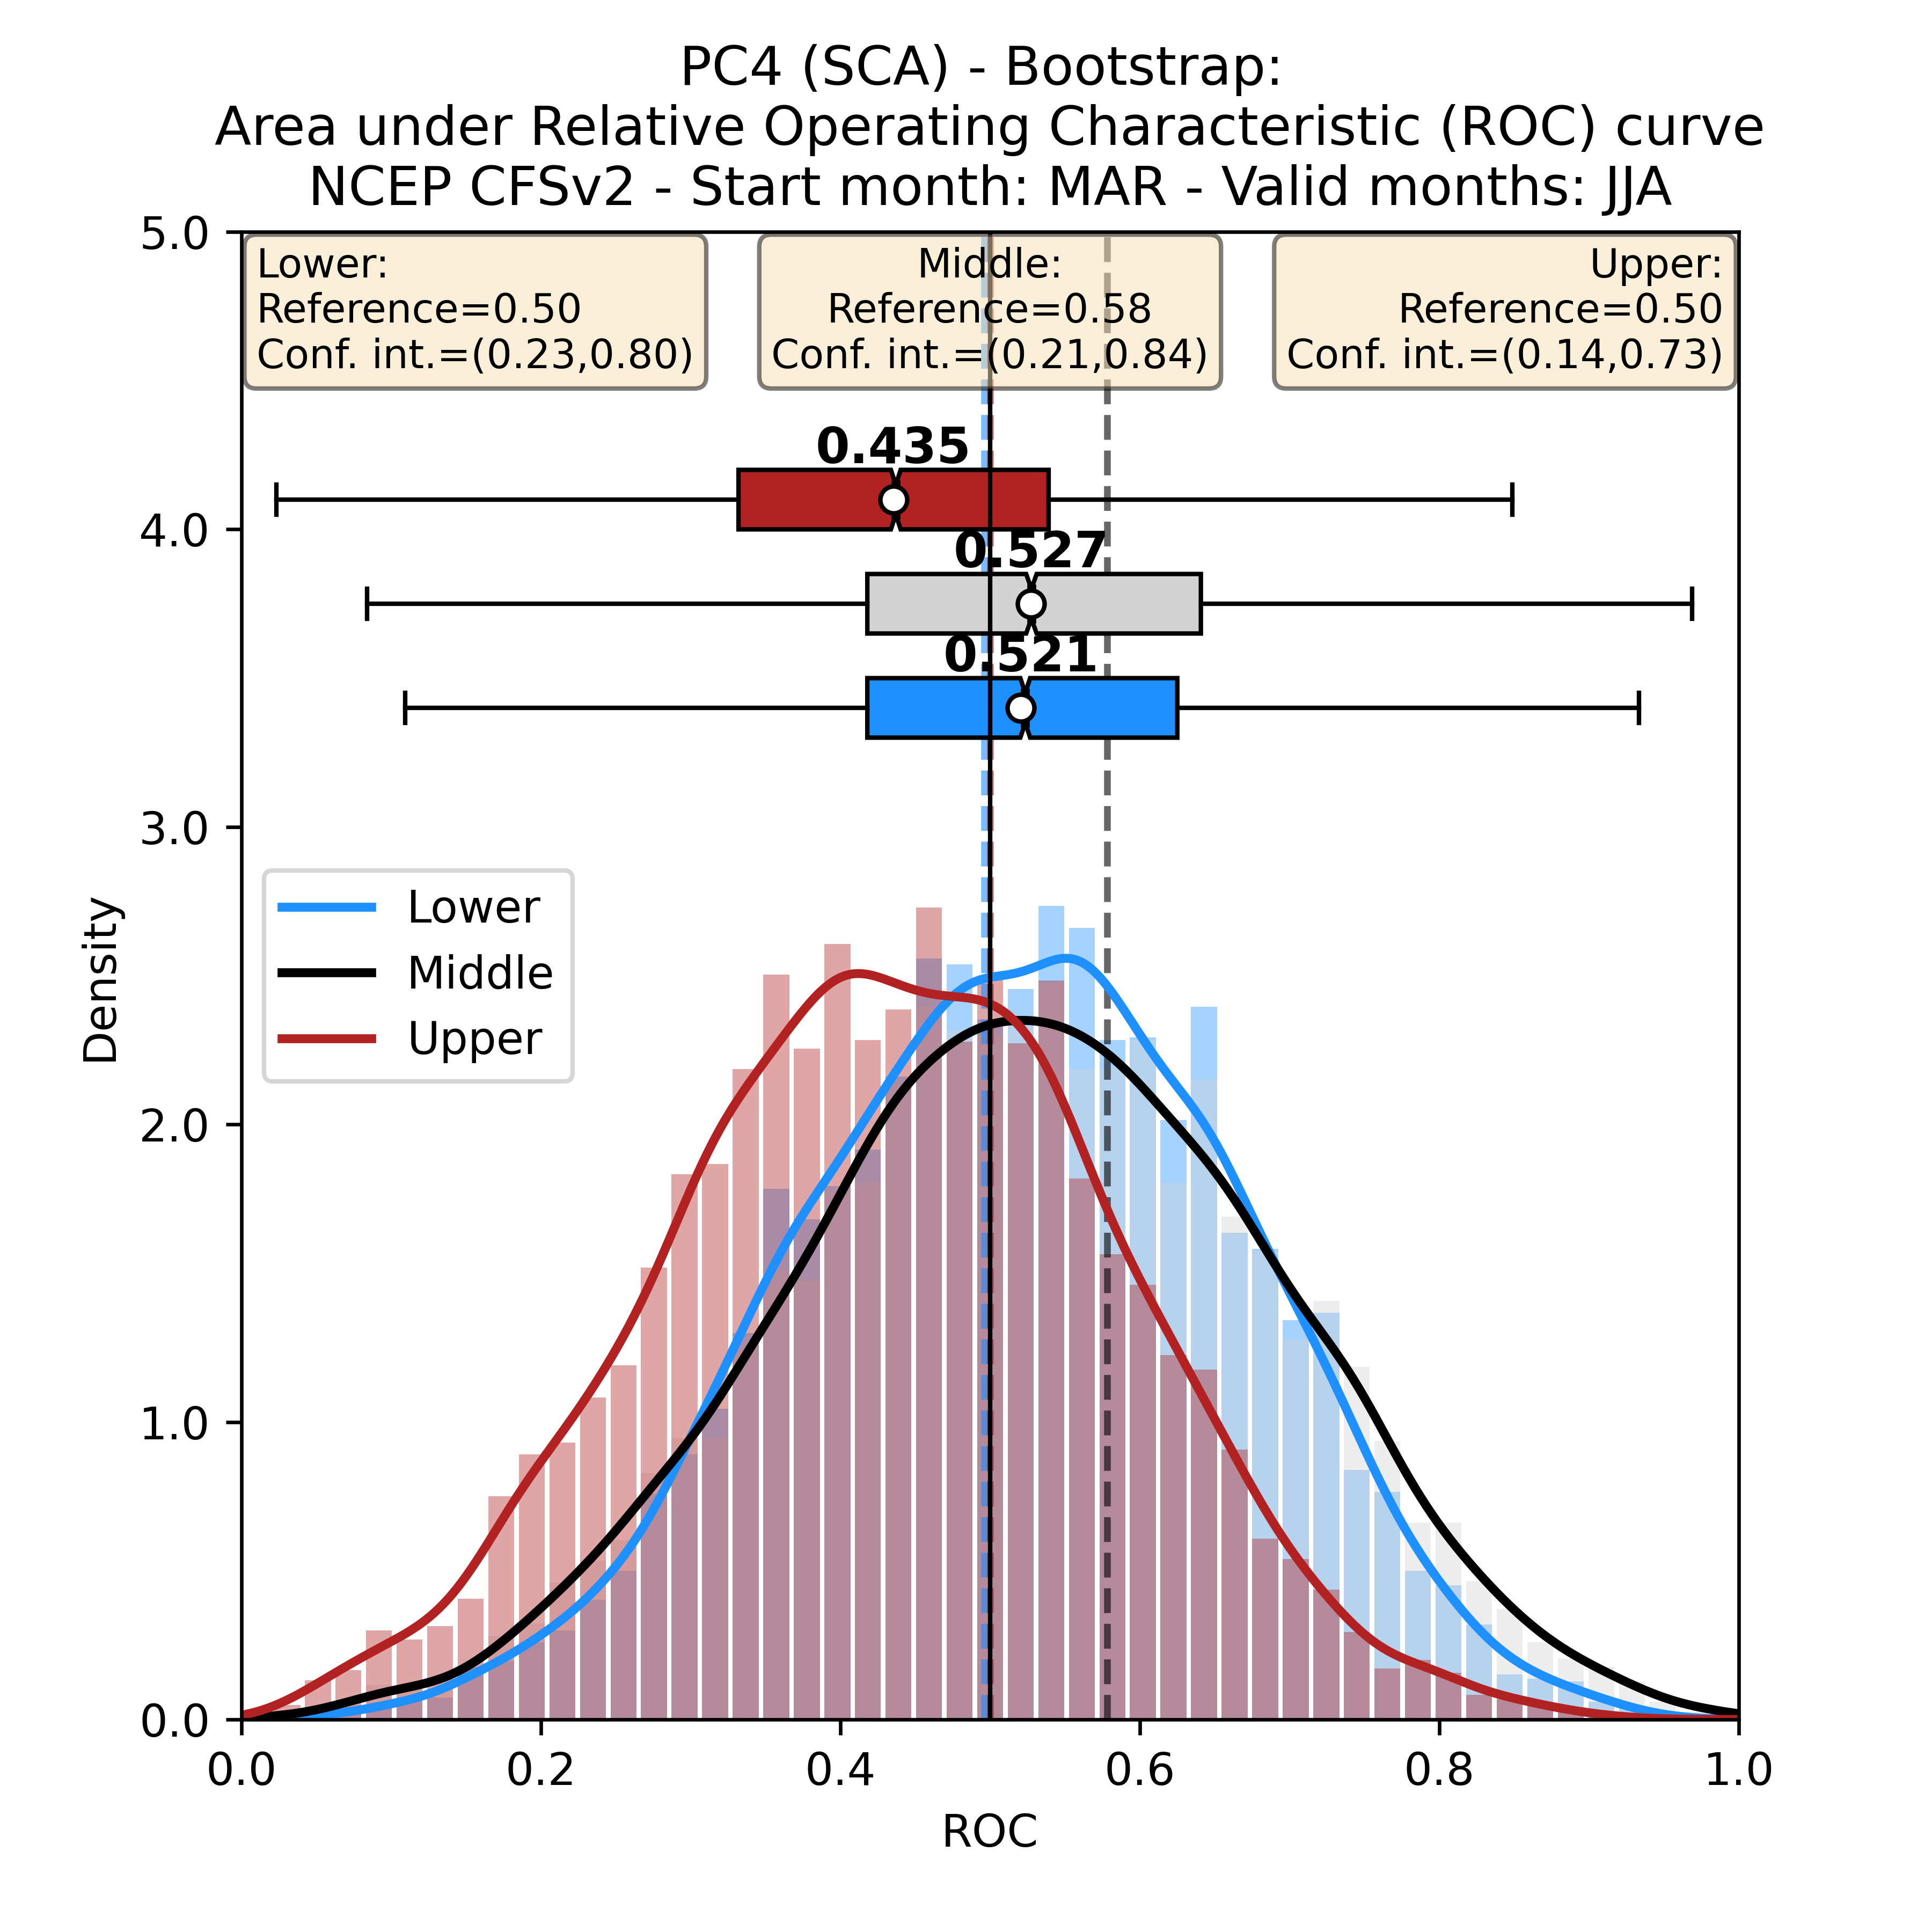 PC4 (SCA) - Bootstrap:
Area under Relative Operating Characteristic (ROC) curve
NCEP CFSv2 - Start month: MAR - Valid months: JJA
Lower:
Reference=0.50
Conf. int.=(0.23,0.80)
Middle:
Reference=0.58
Conf. int.=(0.21,0.84)
Upper:
Reference=0.50
Conf. int.=(0.14,0.73)
0.435
0.527
0.521
Lower
Middle
Upper
Density
5.0
4.0
3.0
2.0
1.0
0.0
0.0
0.2
0.4
0.6
0.8
1.0
ROC